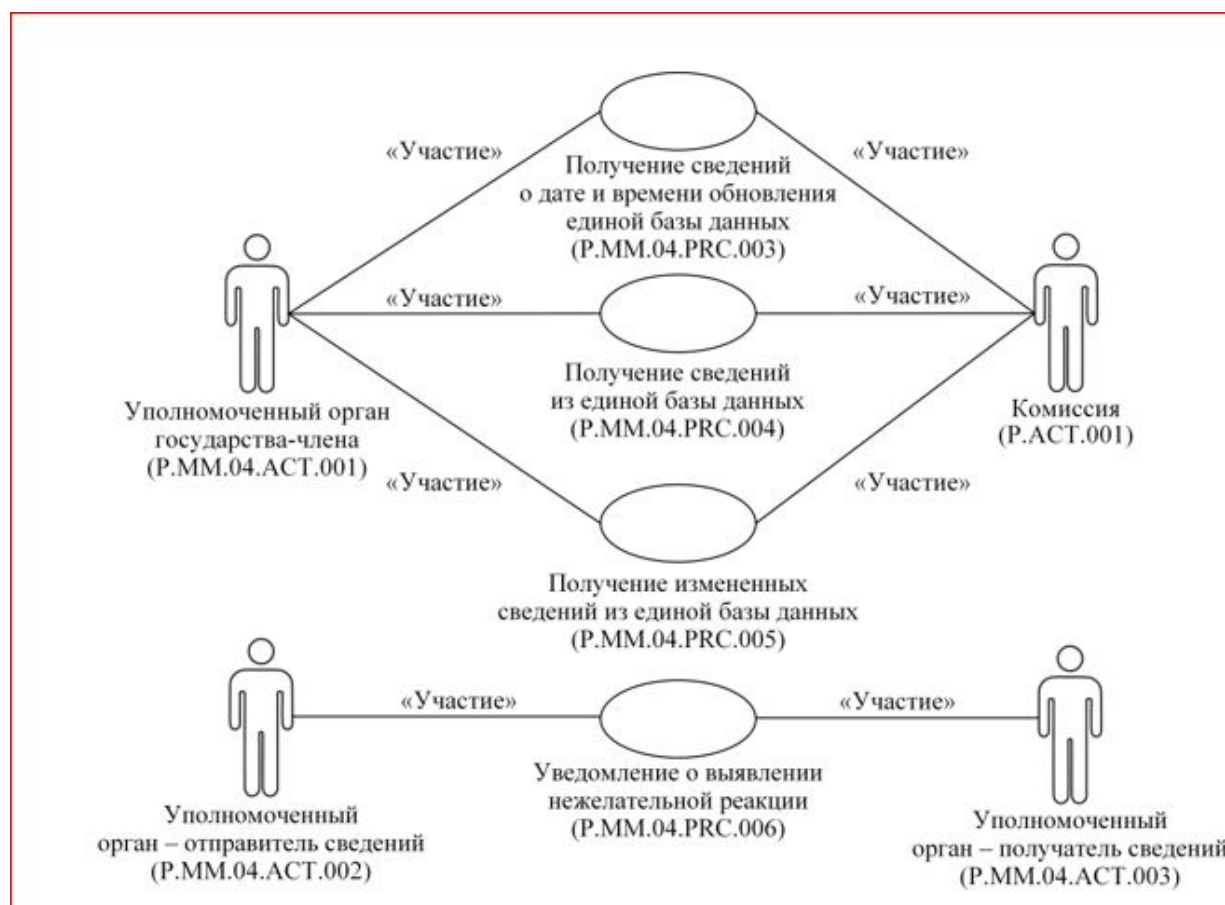 «Участие»
«Участие»
Получение сведений
о дате и времени обновления
единой базы данных
(P.MM.04.PRC.003)
«Участие»
«Участие»
Получение сведений
из единой базы данных
(P.MM.04.PRC.004)
Уполномоченный орган
государства-члена
(P.MM.04.ACT.001)
Комиссия
(P.ACT.001)
«Участие»
«Участие»
Получение измененных
сведений из единой базы данных
(P.MM.04.PRC.005)
«Участие»
«Участие»
Уведомление о выявлении
нежелательной реакции
(P.MM.04.PRC.006)
Уполномоченный
орган – отправитель сведений
(P.MM.04.ACT.002)
Уполномоченный
орган – получатель сведений
(P.MM.04.ACT.003)